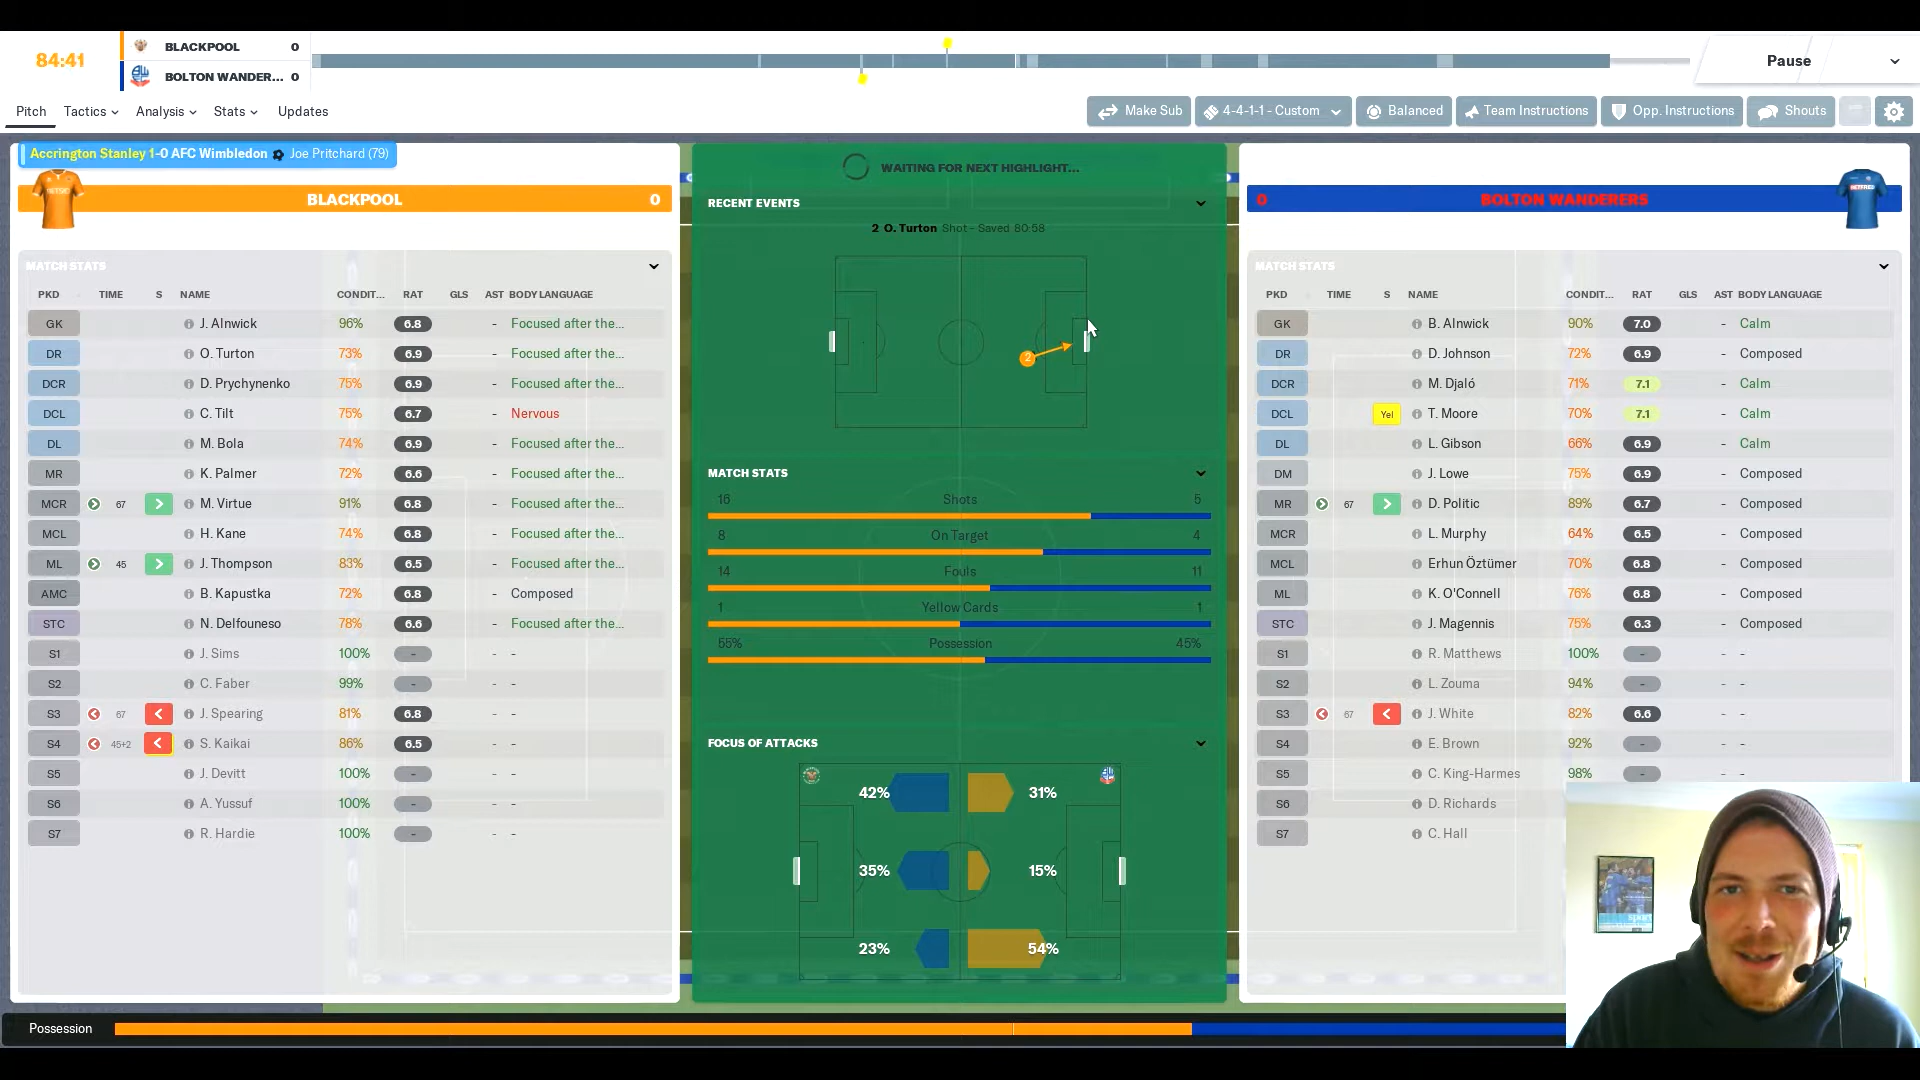 84:41
BLACKPOOL 0
BOLTON WANDER... 0
Pause
Pitch Tactics Analysis Stats Updates
Make Sub 4-4-1-1 - Custom Balanced Team Instructions Opp. Instructions Shouts
Accrington Stanley 1-0 AFC Wimbledon Joe Pritchard (79)
BLACKPOOL 0
MATCH STATS
PKD TIME S NAME CONDIT... RAT GLS AST BODY LANGUAGE
GK J. Alnwick 96% 6.8 - Focused after the...
DR O. Turton 73% 6.9 - Focused after the...
DCR D. Prychynenko 75% 6.9 - Focused after the...
DCL C. Tilt 75% 6.7 - Nervous
DL M. Bola 74% 6.9 - Focused after the...
MR K. Palmer 72% 6.6 - Focused after the...
MCR 67 M. Virtue 91% 6.8 - Focused after the...
MCL H. Kane 74% 6.8 - Focused after the...
ML 45 J. Thompson 83% 6.5 - Focused after the...
AMC B. Kapustka 72% 6.8 - Composed
STC N. Delfouneso 78% 6.6 - Focused after the...
S1 J. Sims 100% - - -
S2 C. Faber 99% - - -
S3 67 J. Spearing 81% 6.8 - -
S4 45+2 S. Kaikai 86% 6.5 - -
S5 J. Devitt 100% - - -
S6 A. Yussuf 100% - - -
S7 R. Hardie 100% - - -
WAITING FOR NEXT HIGHLIGHT...
RECENT EVENTS
2 O. Turton Shot - Saved 80:58
2
MATCH STATS
16 Shots 5
8 On Target 4
14 Fouls 11
1 Yellow Cards 1
55% Possession 45%
FOCUS OF ATTACKS
42% 31%
35% 15%
23% 54%
0 BOLTON WANDERERS
NETFRED
MATCH STATS
PKD TIME S NAME CONDIT... RAT GLS AST BODY LANGUAGE
GK B. Alnwick 90% 7.0 - Calm
DR D. Johnson 72% 6.9 - Composed
DCR M. Djaló 71% 7.1 - Calm
DCL Yel T. Moore 70% 7.1 - Calm
DL L. Gibson 66% 6.9 - Calm
DM J. Lowe 75% 6.9 - Composed
MR 67 D. Politic 89% 6.7 - Composed
MCR L. Murphy 64% 6.5 - Composed
MCL Erhun Öztümer 70% 6.8 - Composed
ML K. O'Connell 76% 6.8 - Composed
STC J. Magennis 75% 6.3 - Composed
S1 R. Matthews 100% - - -
S2 L. Zouma 94% - - -
S3 67 J. White 82% 6.6 - -
S4 E. Brown 92% - - -
S5 C. King-Harmes 98% - - -
S6 D. Richards
S7 C. Hall
Possession